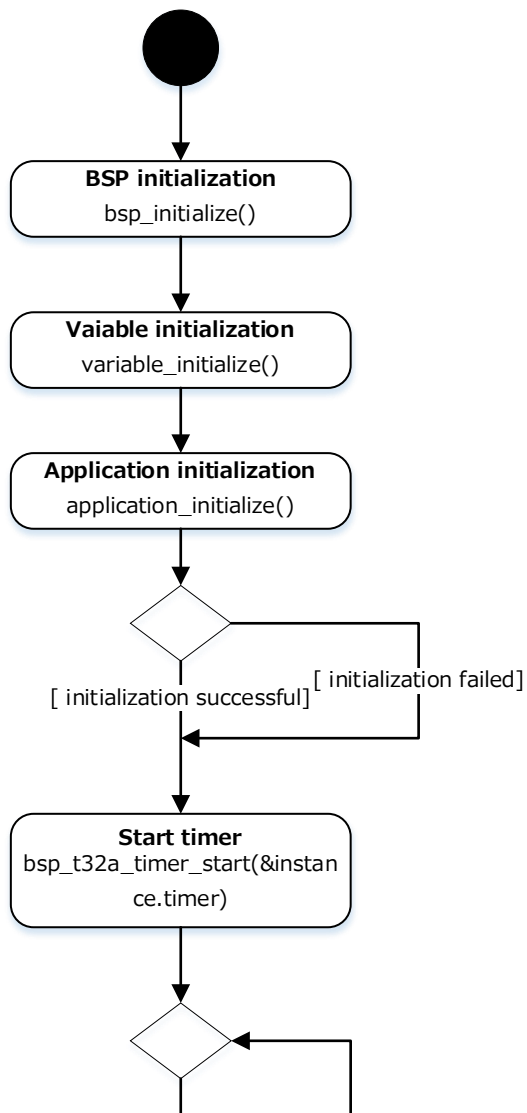 BSP initialization
bsp_initialize()
Vaiable initialization
variable_initialize()
Application initialization
application_initialize()
[ initialization successful]
[ initialization failed]
Start timer
bsp_t32a_timer_start(&instan
ce.timer)